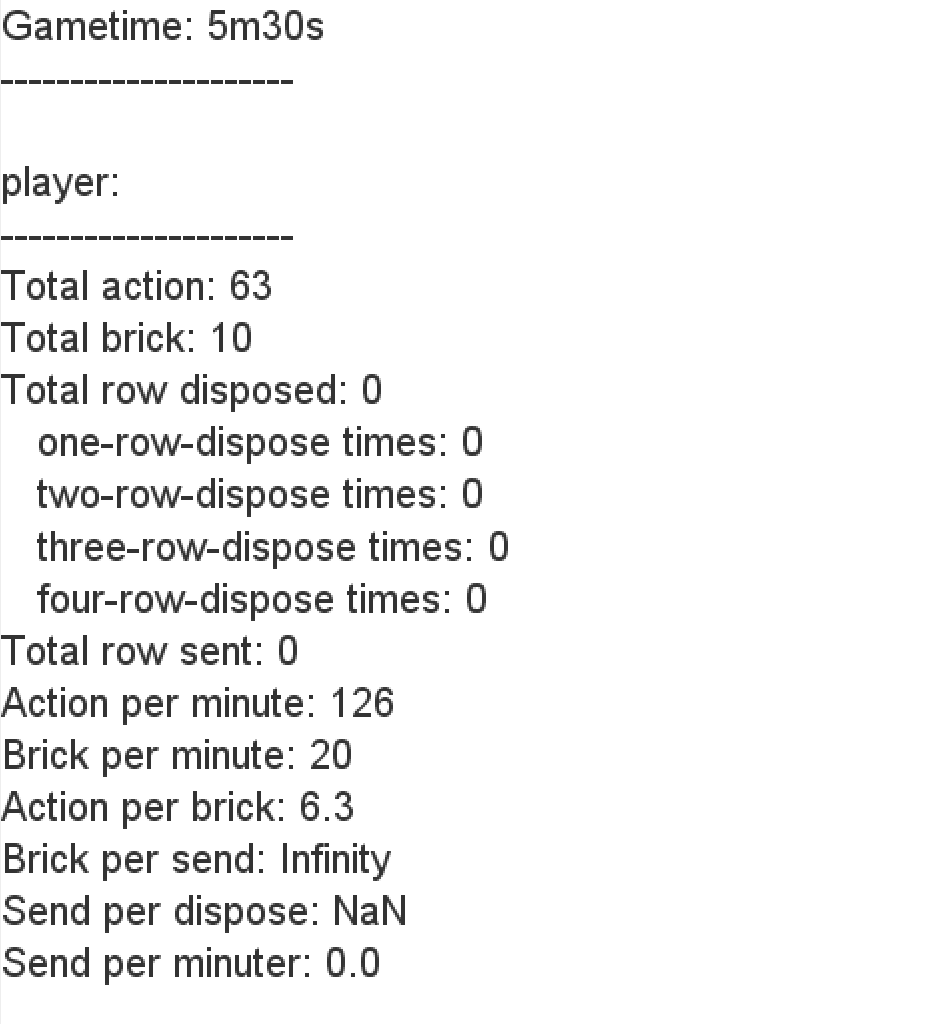 Gametime: 5m30s
---------------------
player:
---------------------
Total action: 63
Total brick: 10
Total row disposed: 0
one-row-dispose times: 0
two-row-dispose times: 0
three-row-dispose times: 0
four-row-dispose times: 0
Total row sent: 0
Action per minute: 126
Brick per minute: 20
Action per brick: 6.3
Brick per send: Infinity
Send per dispose: NaN
Send per minuter: 0.0